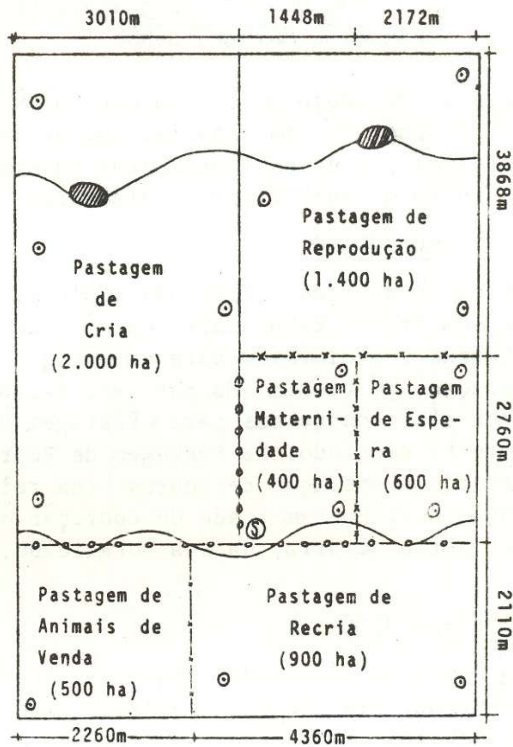 3010m
1448m
2172m
3868m
Pastagem de
Reprodução
(1.400 ha)
Pastagem
de
Cria
(2.000 ha)
Pastagem
Materni-
dade
(400 ha)
Pastagem
de Espe-
ra
(600 ha)
2760m
S
Pastagem de
Animais de
Venda
(500 ha)
Pastagem de
Recria
(900 ha)
2110m
2260m
4360m